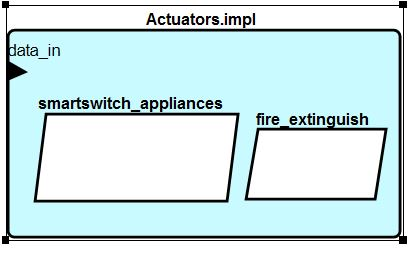 Actuators.impl
data_in
smartswitch_appliances
fire_extinguish